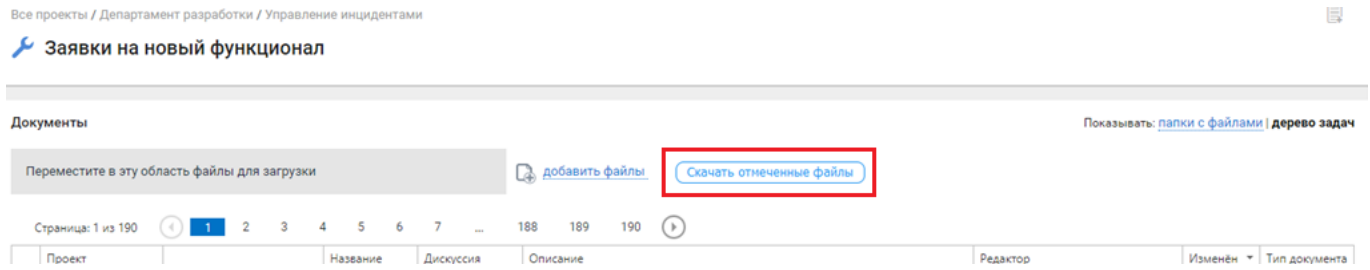 Все проекты / Департамент разработки / Управление инцидентами
Заявки на новый функционал
Документы
Показывать: папки с файлами | дерево задач
Переместите в эту область файлы для загрузки
добавить файлы
Скачать отмеченные файлы
Страница: 1 из 190 1 2 3 4 5 6 7 ... 188 189 190
Проект Название Дискуссия Описание Редактор Изменён Тип документа